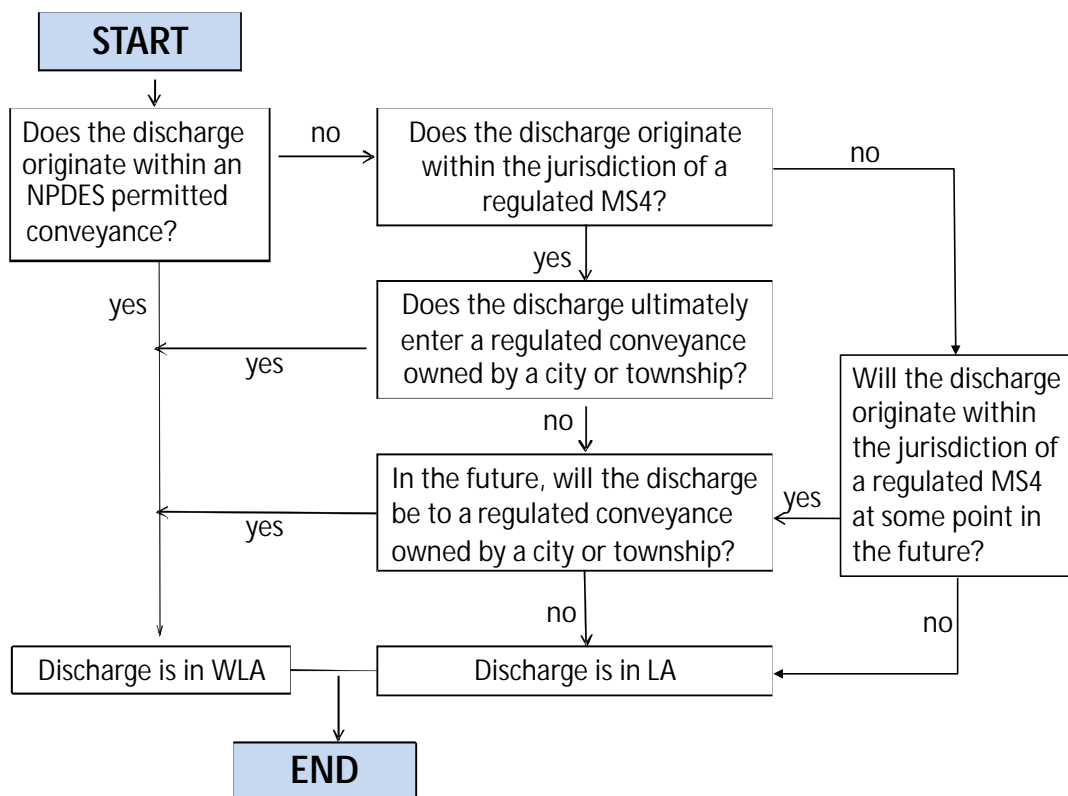 START
Does the discharge
originate within an
NPDES permitted
conveyance?
no
Does the discharge originate
within the jurisdiction of a
regulated MS4?
no
yes
yes
Does the discharge ultimately
enter a regulated conveyance
owned by a city or township?
yes
no
Will the discharge
originate within
the jurisdiction of
a regulated MS4
at some point in
the future?
In the future, will the discharge
be to a regulated conveyance
owned by a city or township?
yes
yes
no
no
Discharge is in WLA
Discharge is in LA
END